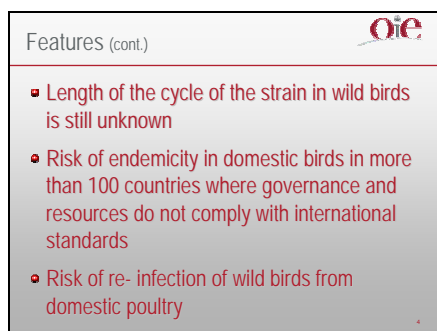 Features (cont.)
Oie
Length of the cycle of the strain in wild birds
is still unknown
Risk of endemicity in domestic birds in more
than 100 countries where governance and
resources do not comply with international
standards
Risk of re- infection of wild birds from
domestic poultry
4